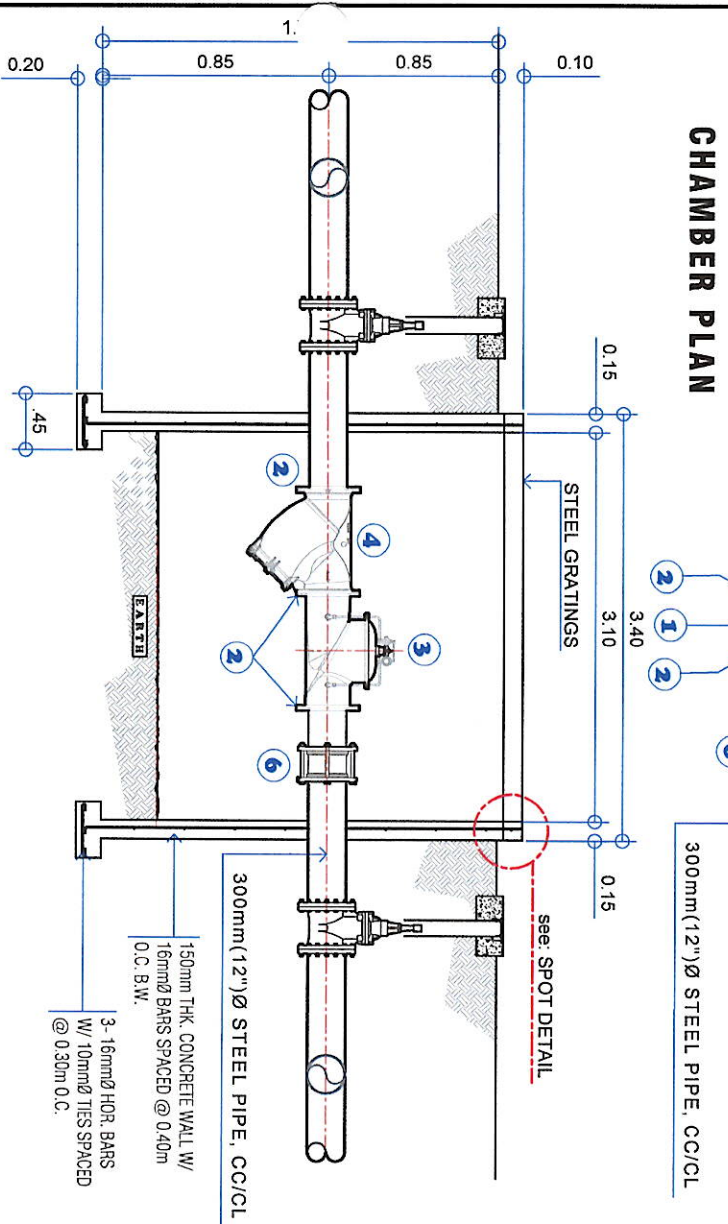 CHAMBER PLAN
2
1
2
300mm(12")Ø STEEL PIPE, CC/CL
3.40
0.15
3.10
0.15
STEEL GRATINGS
see: SPOT DETAIL
0.10
0.85
0.85
0.20
.45
2
4
3
2
6
EARTH
300mm(12")Ø STEEL PIPE, CC/CL
150mm THK. CONCRETE WALL W/
16mmØ BARS SPACED @ 0.40m
O.C. B.W.
3- 16mmØ HOR. BARS
W/ 10mmØ TIES SPACED
@ 0.30m O.C.